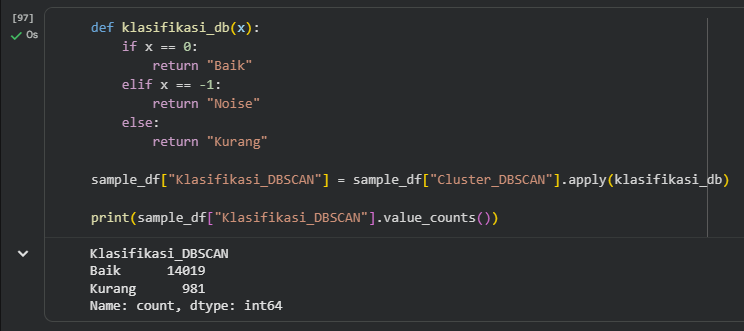 [97]
0s
def klasifikasi_db(x):
    if x == 0:
        return "Baik"
    elif x == -1:
        return "Noise"
    else:
        return "Kurang"
sample_df["Klasifikasi_DBSCAN"] = sample_df["Cluster_DBSCAN"].apply(klasifikasi_db)
print(sample_df["Klasifikasi_DBSCAN"].value_counts())
Klasifikasi_DBSCAN
Baik      14019
Kurang      981
Name: count, dtype: int64